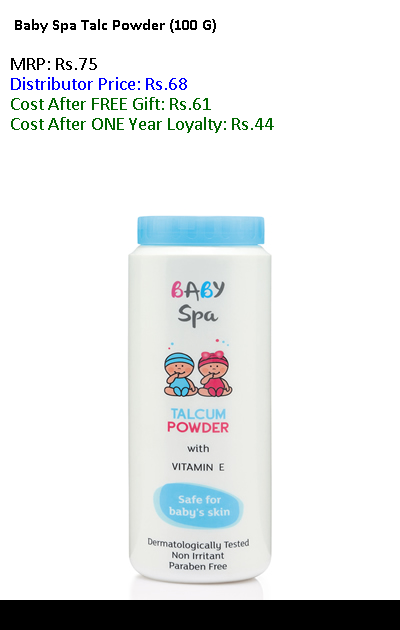 Baby Spa Talc Powder (100 G)
MRP: Rs.75
Distributor Price: Rs.68
Cost After FREE Gift: Rs.61
Cost After ONE Year Loyalty: Rs.44
BABY
Spa
TALCUM
POWDER
with
VITAMIN E
Safe for
baby's skin
Dermatologically Tested
Non Irritant
Paraben Free